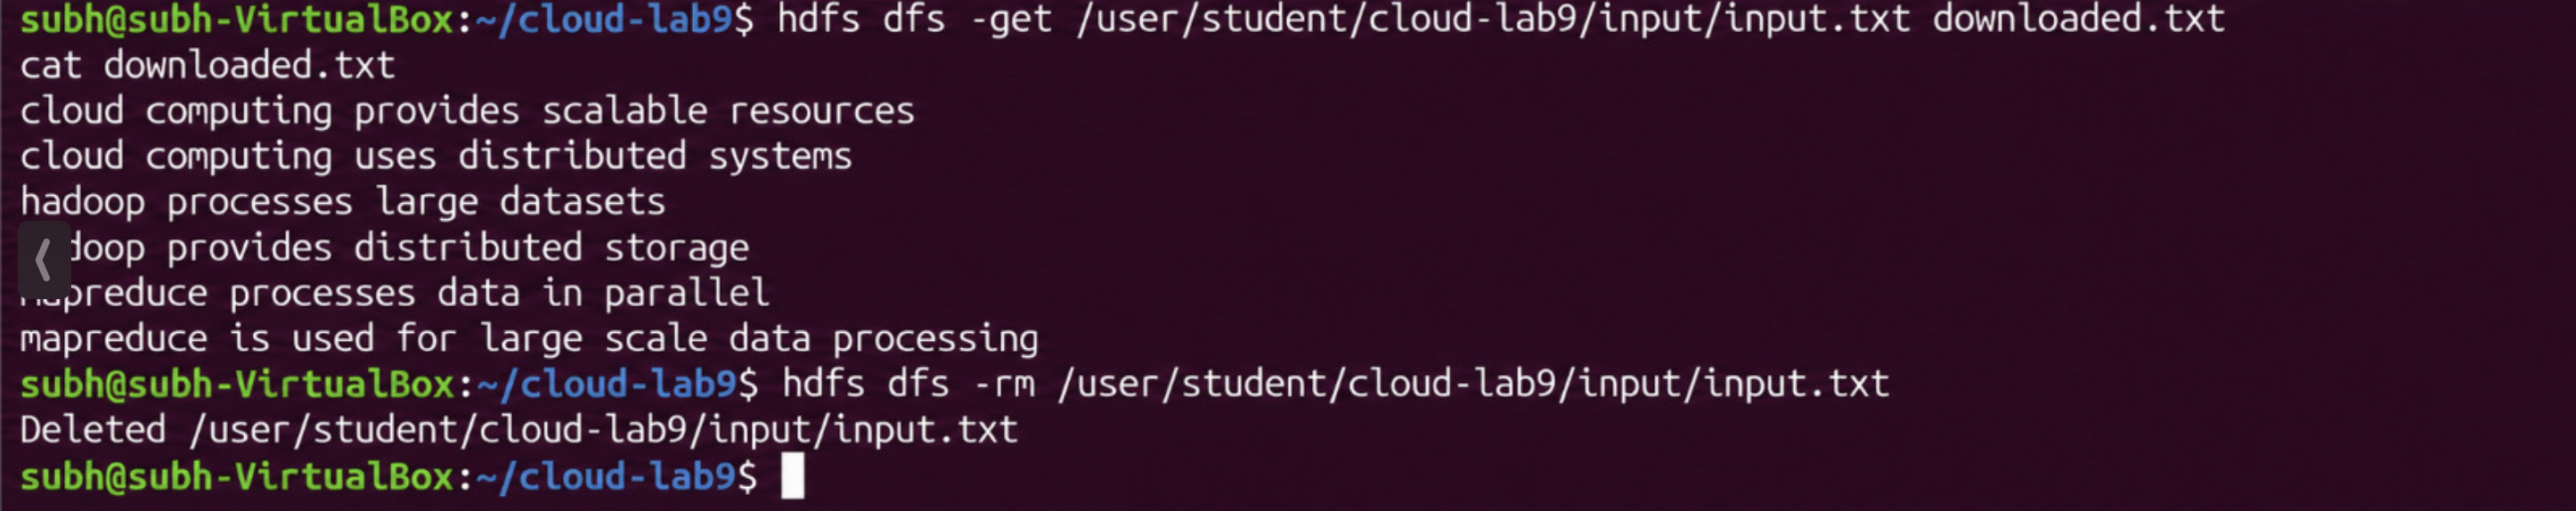 subh@subh-VirtualBox:~/cloud-lab9$ hdfs dfs -get /user/student/cloud-lab9/input/input.txt downloaded.txt
cat downloaded.txt
cloud computing provides scalable resources
cloud computing uses distributed systems
hadoop processes large datasets
doop provides distributed storage
mapreduce processes data in parallel
mapreduce is used for large scale data processing
subh@subh-VirtualBox:~/cloud-lab9$ hdfs dfs -rm /user/student/cloud-lab9/input/input.txt
Deleted /user/student/cloud-lab9/input/input.txt
subh@subh-VirtualBox:~/cloud-lab9$